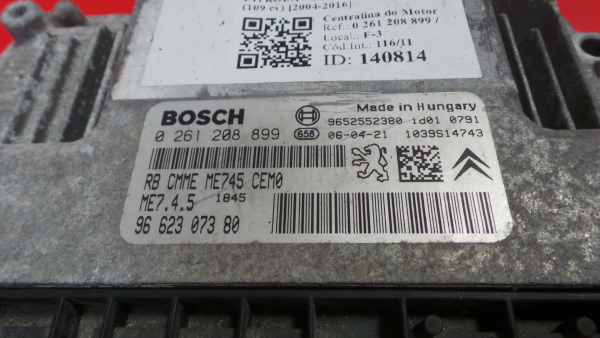 (109 cv) [2004-2016]
Centralina do Motor
Ref.: 0 261 208 899 /
Local.: F-3
Cód.Int.: 116/J1
ID: 140814
BOSCH
Made in Hungary
0 261 208 899
9652552380 1d01 0791
658 06-04-21 1039S14743
RB CMME ME745 CEM0
ME7.4.5 1845
96 623 073 80